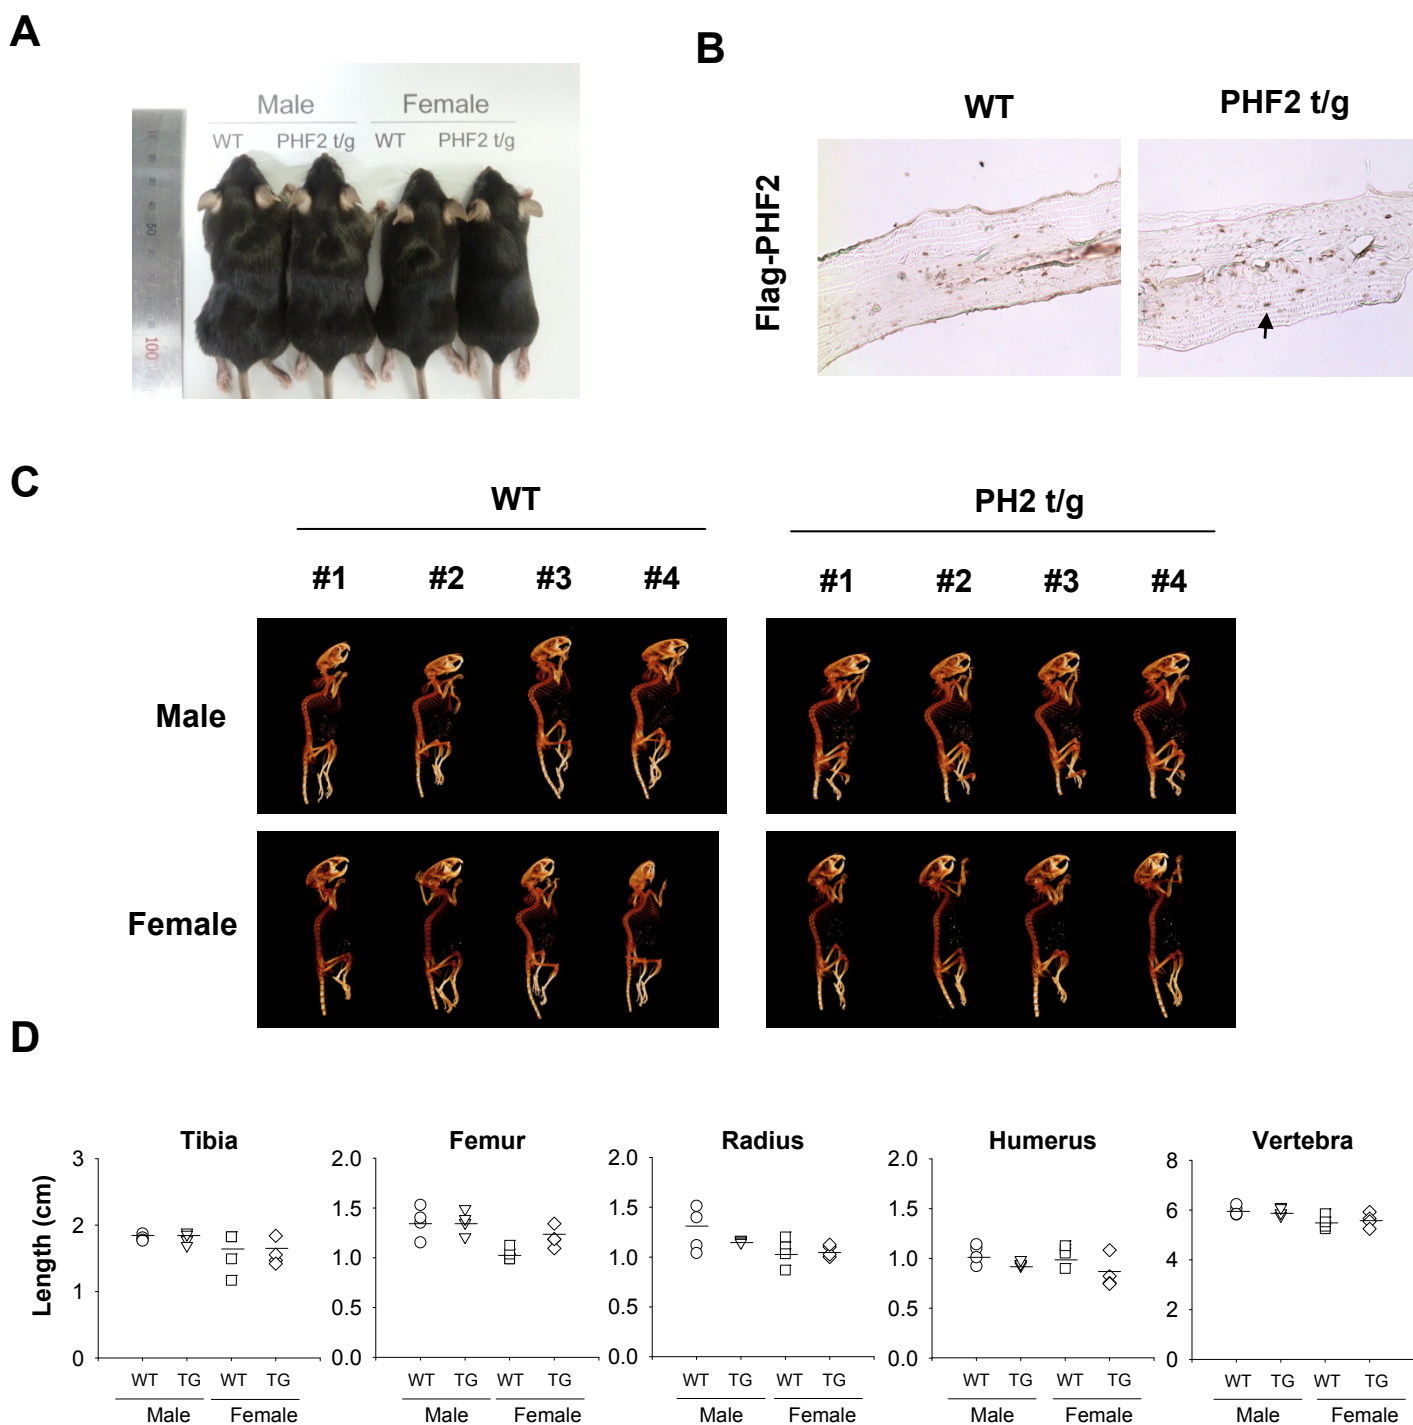 A
B
Male Female
WT PHF2 t/g WT PHF2 t/g
50
100
WT PHF2 t/g
Flag-PHF2
C
WT PH2 t/g
#1 #2 #3 #4 #1 #2 #3 #4
Male
Female
D
Tibia Femur Radius Humerus Vertebra
Length (cm)
3 2.0 2.0 2.0 8
2 1.5 1.5 1.5 6
1 1.0 1.0 1.0 4
0.5 0.5 0.5 2
0 0.0 0.0 0.0 0
WT TG WT TG WT TG WT TG WT TG WT TG WT TG WT TG WT TG WT TG
Male Female Male Female Male Female Male Female Male Female